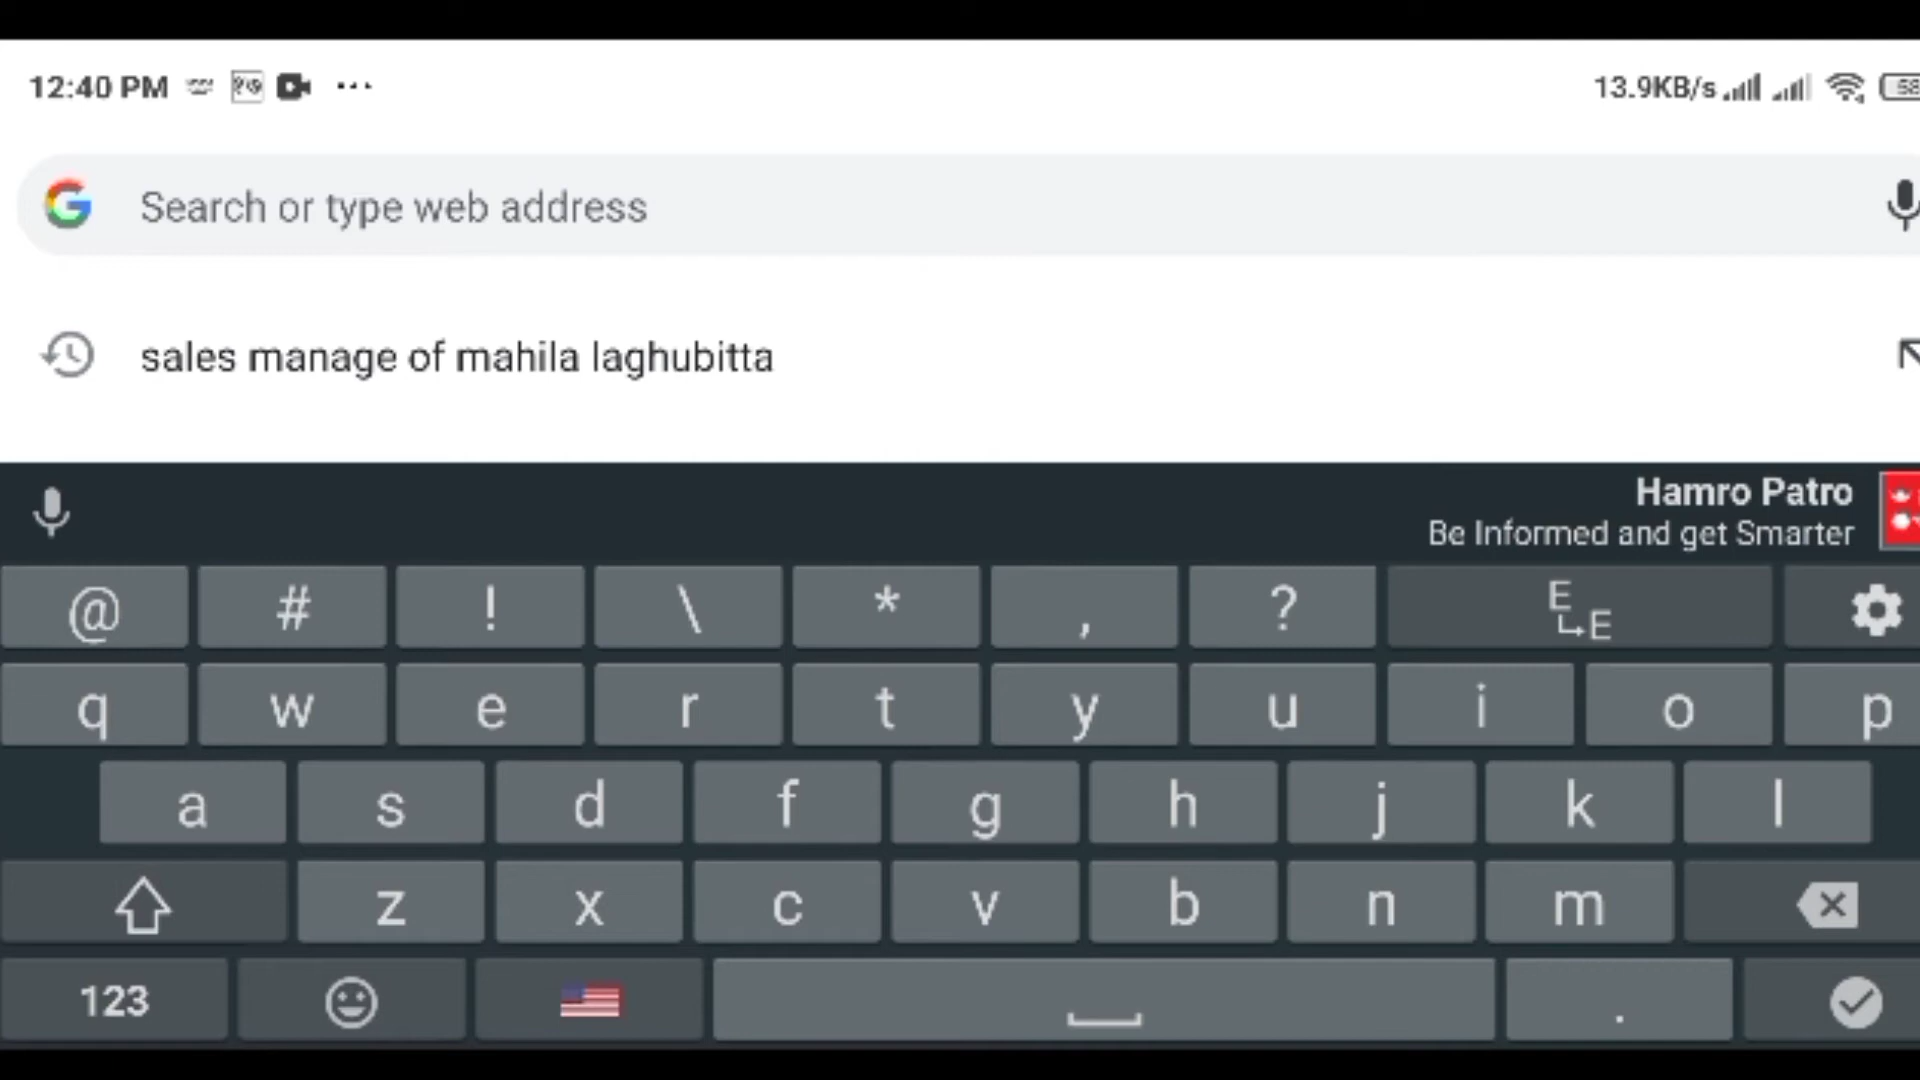 12:40 PM ...
13.9KB/s 58
Search or type web address
sales manage of mahila laghubitta
Hamro Patro
Be Informed and get Smarter
@ # ! \ * , ? E E
q w e r t y u i o p
a s d f g h j k l
z x c v b n m
123 .